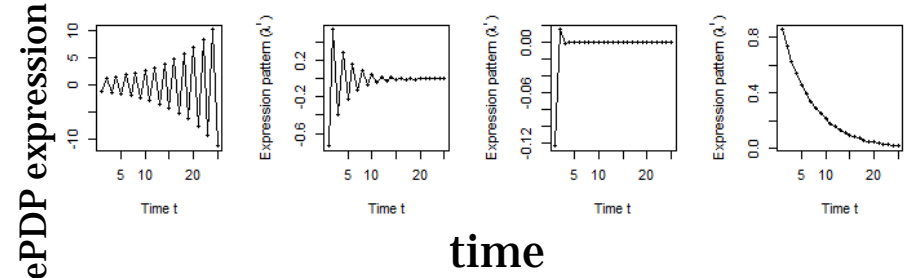 ePDP expression
10
5
0
-10
5 10 20
Time t
Expression pattern (λ' )
0.2
-0.2
-0.6
5 10 20
Time t
Expression pattern (λ' )
0.00
-0.06
-0.12
5 10 20
Time t
Expression pattern (λ' )
0.8
0.4
0.0
5 10 20
Time t
time